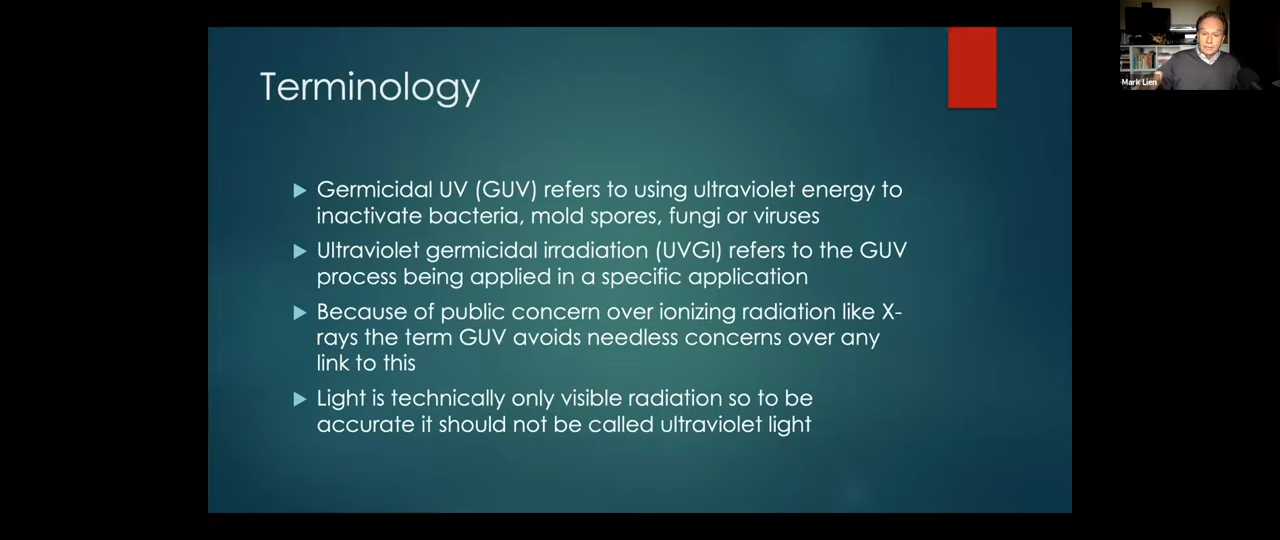 Terminology
Germicidal UV (GUV) refers to using ultraviolet energy to
inactivate bacteria, mold spores, fungi or viruses
Ultraviolet germicidal irradiation (UVGI) refers to the GUV
process being applied in a specific application
Because of public concern over ionizing radiation like X-
rays the term GUV avoids needless concerns over any
link to this
Light is technically only visible radiation so to be
accurate it should not be called ultraviolet light
Mark Lien